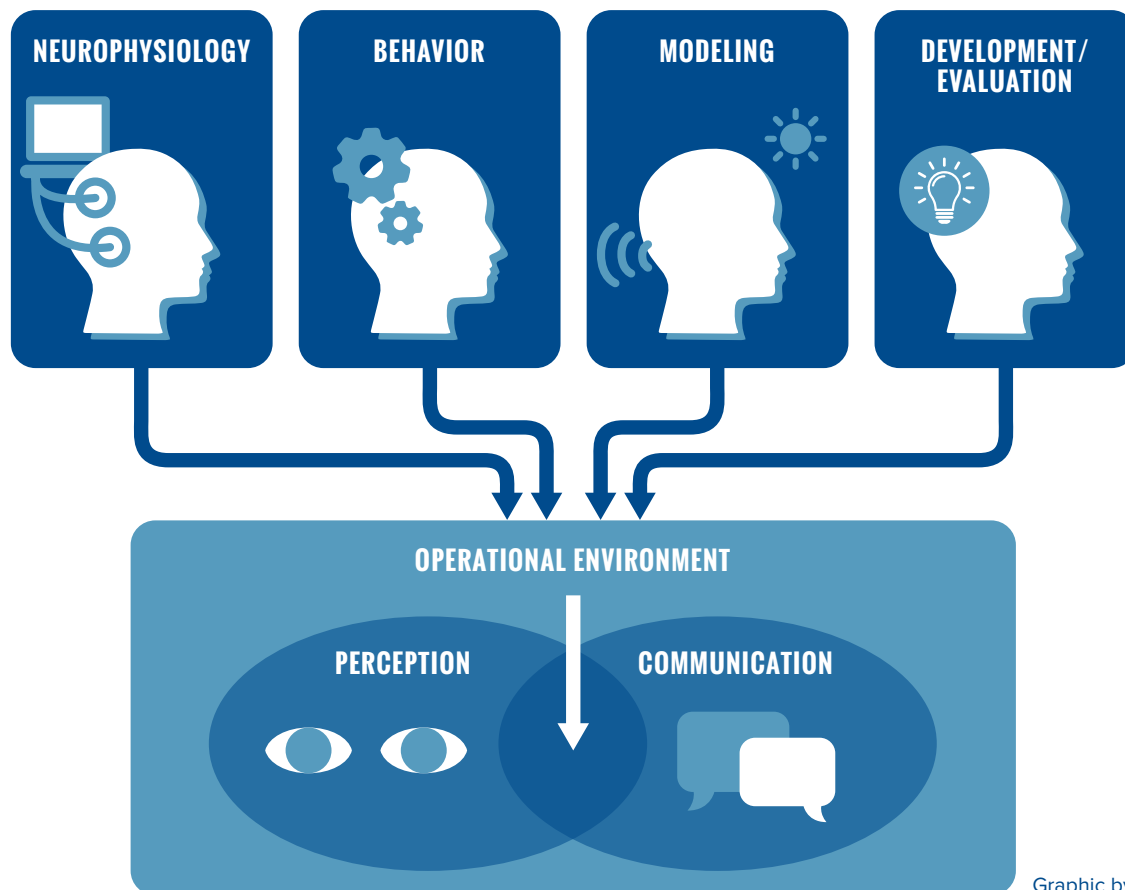 NEUROPHYSIOLOGY
BEHAVIOR
MODELING
DEVELOPMENT/
EVALUATION
OPERATIONAL ENVIRONMENT
PERCEPTION
COMMUNICATION
Graphic by